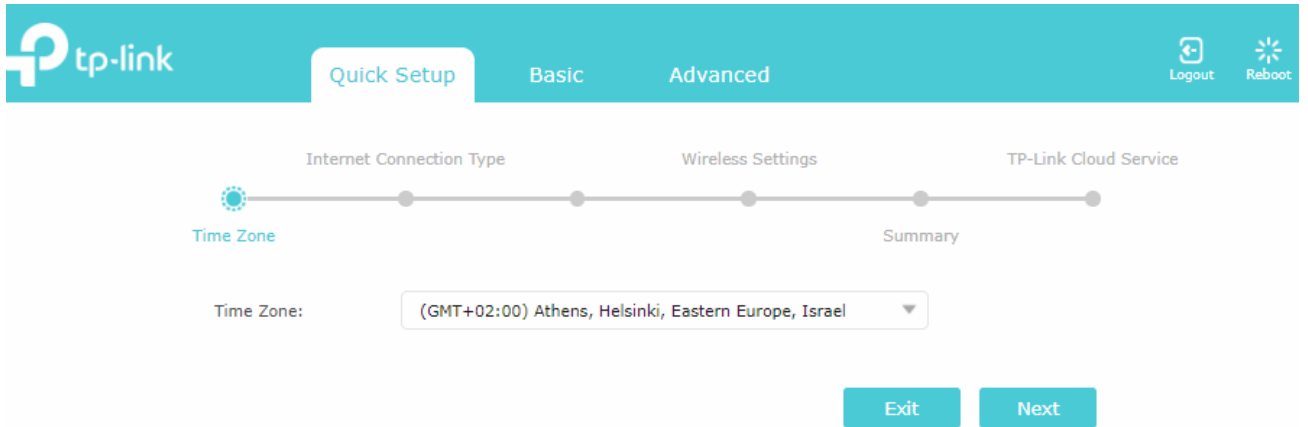 tp-link
Quick Setup Basic Advanced
Logout Reboot
Internet Connection Type Wireless Settings TP-Link Cloud Service
Time Zone Summary
Time Zone: (GMT+02:00) Athens, Helsinki, Eastern Europe, Israel
Exit Next